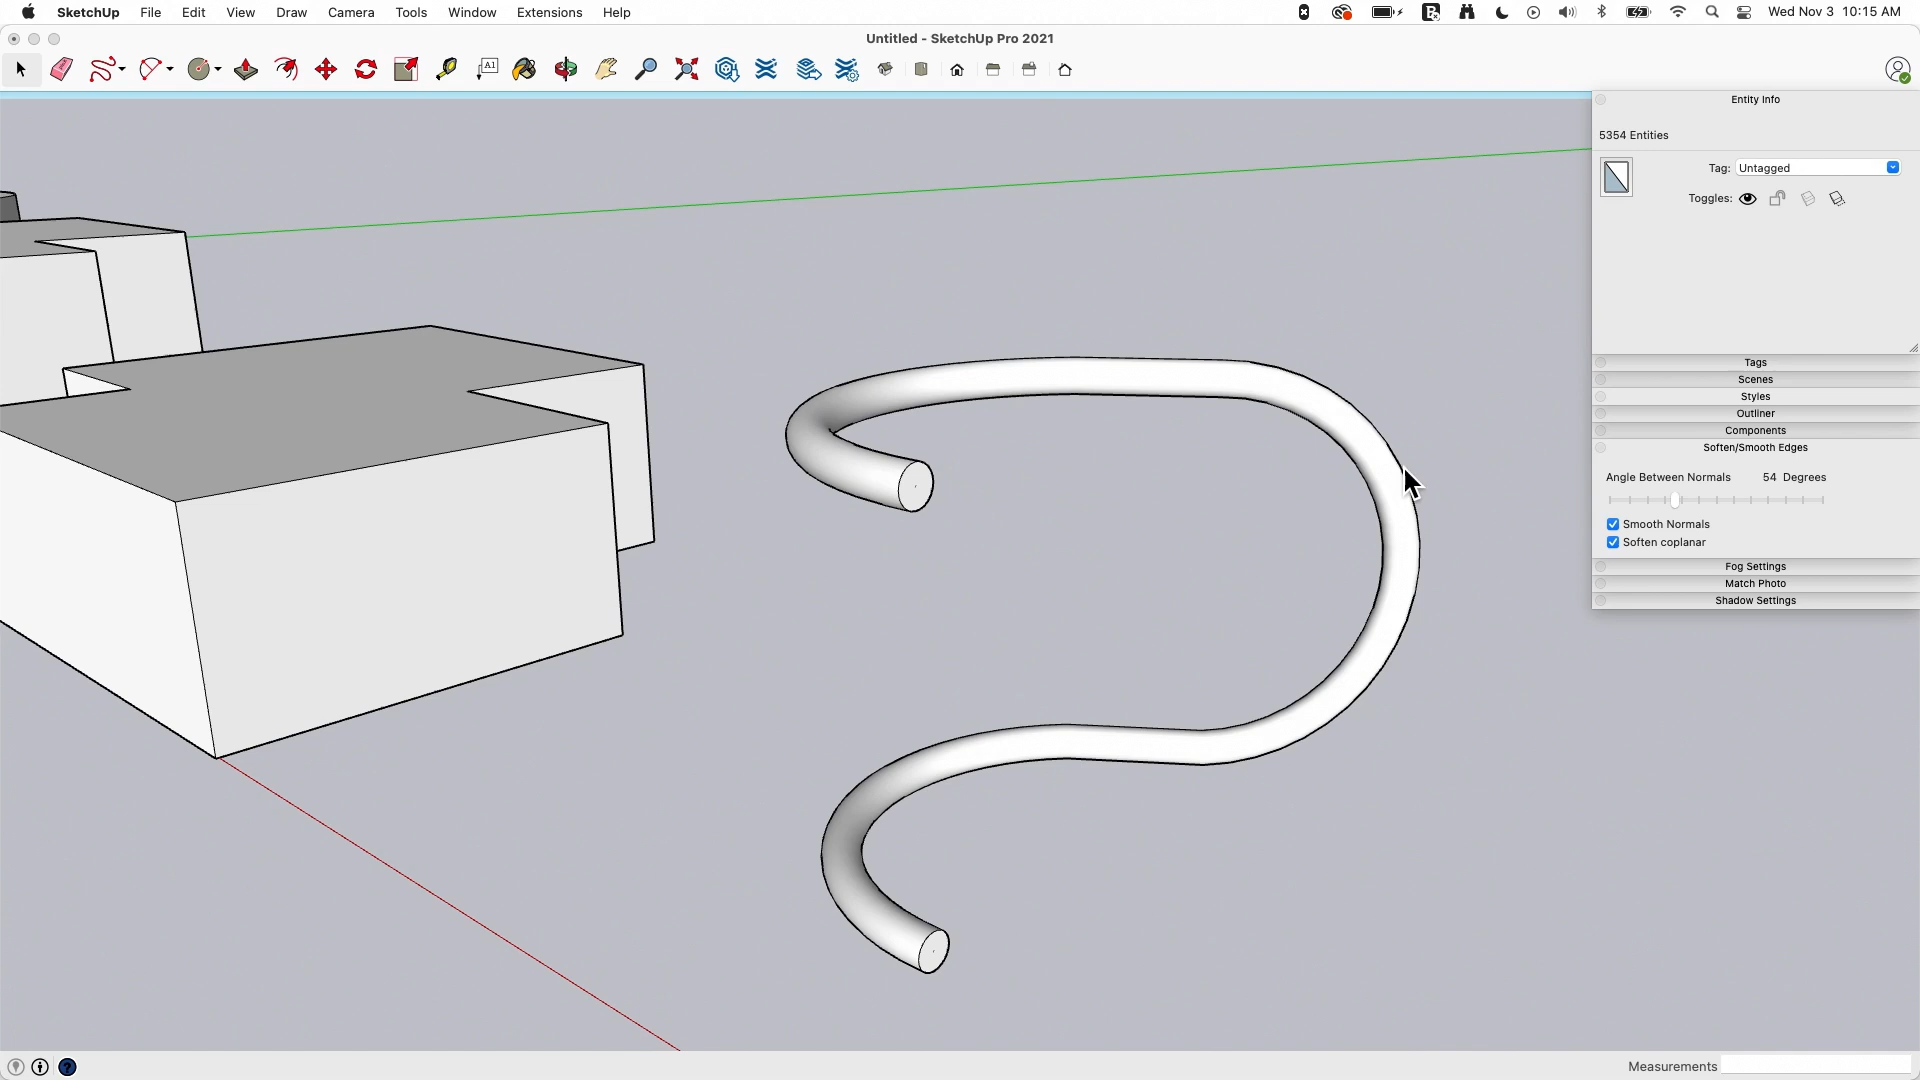 SketchUp File Edit View Draw Camera Tools Window Extensions Help Wed Nov 3 10:15 AM
Untitled - SketchUp Pro 2021
A1
Entity Info
5354 Entities
Tag: Untagged
Toggles:
Tags
Scenes
Styles
Outliner
Components
Soften/Smooth Edges
Angle Between Normals 54 Degrees
Smooth Normals
Soften coplanar
Fog Settings
Match Photo
Shadow Settings
Measurements